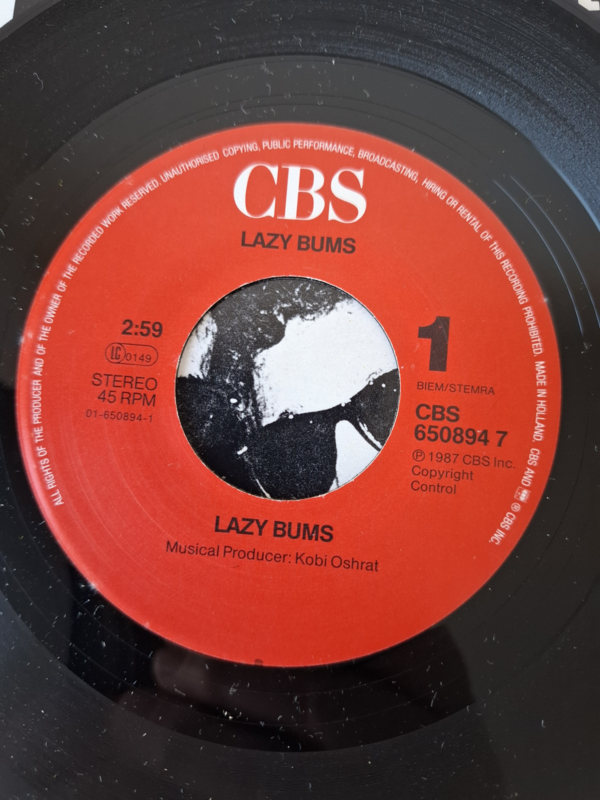 ALL RIGHTS OF THE PRODUCER AND OF THE OWNER OF THE RECORDED WORK RESERVED. UNAUTHORISED COPYING, PUBLIC PERFORMANCE, BROADCASTING, HIRING OR RENTAL OF THIS RECORDING PROHIBITED. MADE IN HOLLAND. CBS AND ® CBS INC.
CBS
LAZY BUMS
2:59
LC 0149
STEREO
45 RPM
01-650894-1
1
BIEM/STEMRA
CBS
650894 7
℗ 1987 CBS Inc.
Copyright
Control
LAZY BUMS
Musical Producer: Kobi Oshrat